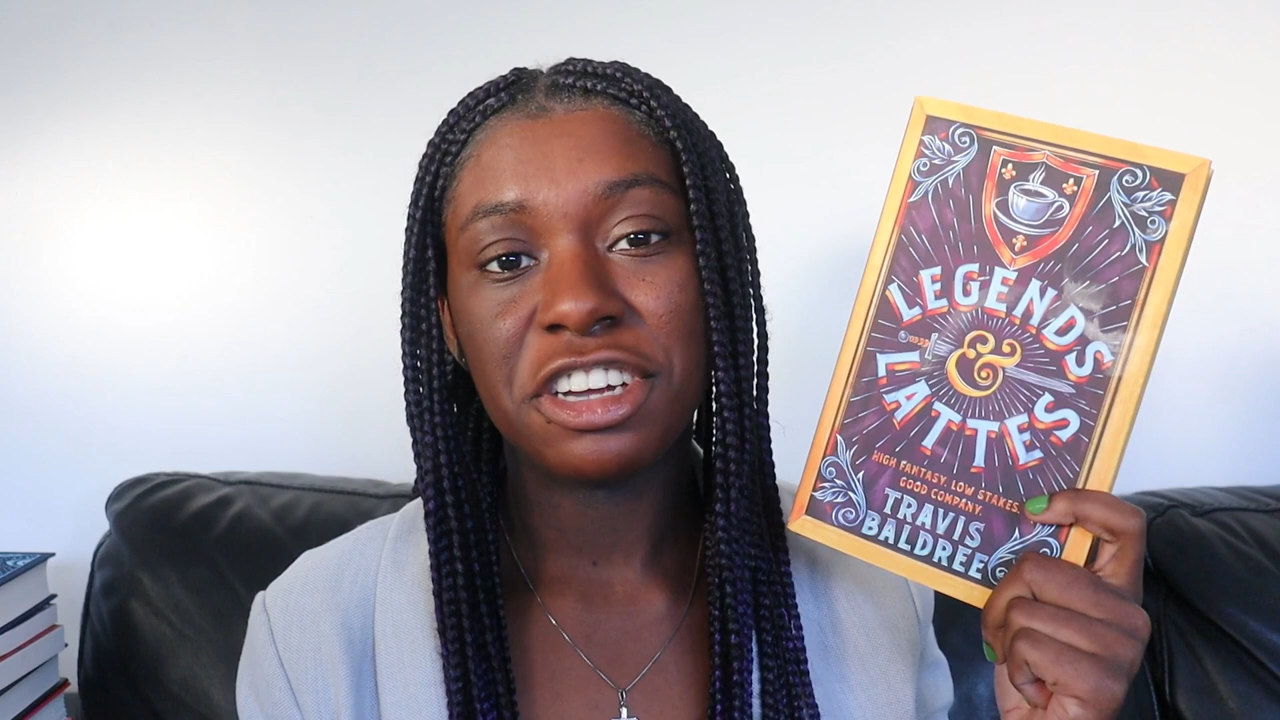 LEGENDS
&
LATTES
HIGH FANTASY. LOW STAKES.
GOOD COMPANY.
TRAVIS
BALDREE